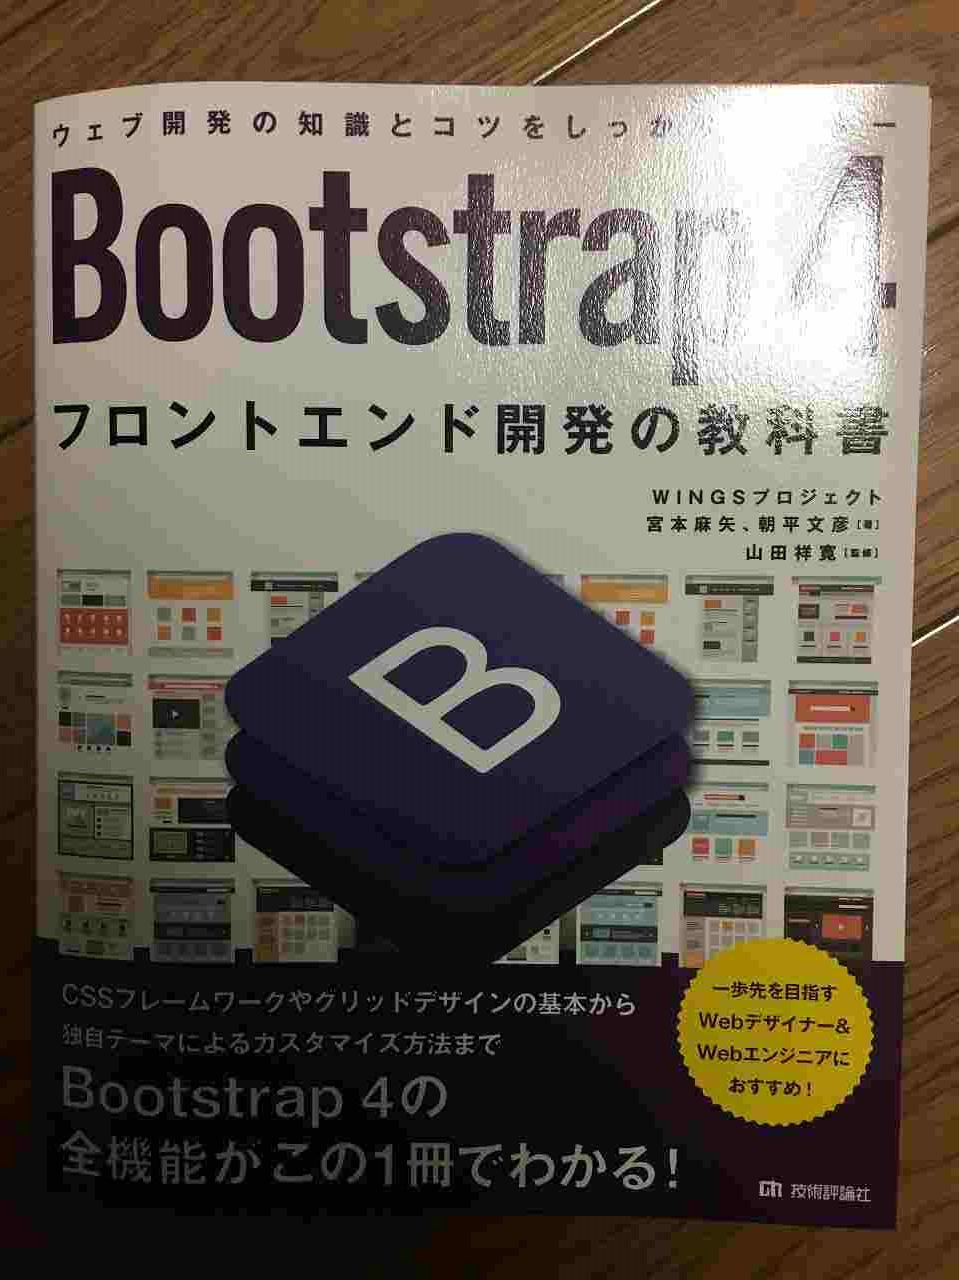 ウェブ開発の知識とコツをしっか
Bootstrap 4
フロントエンド開発の教科書
WINGSプロジェクト
宮本麻矢、朝平文彦[著]
山田祥寛[監修]
B
CSSフレームワークやグリッドデザインの基本から
独自テーマによるカスタマイズ方法まで
Bootstrap 4の
全機能がこの1冊でわかる!
一歩先を目指す
Webデザイナー&
Webエンジニアに
おすすめ!
技術評論社